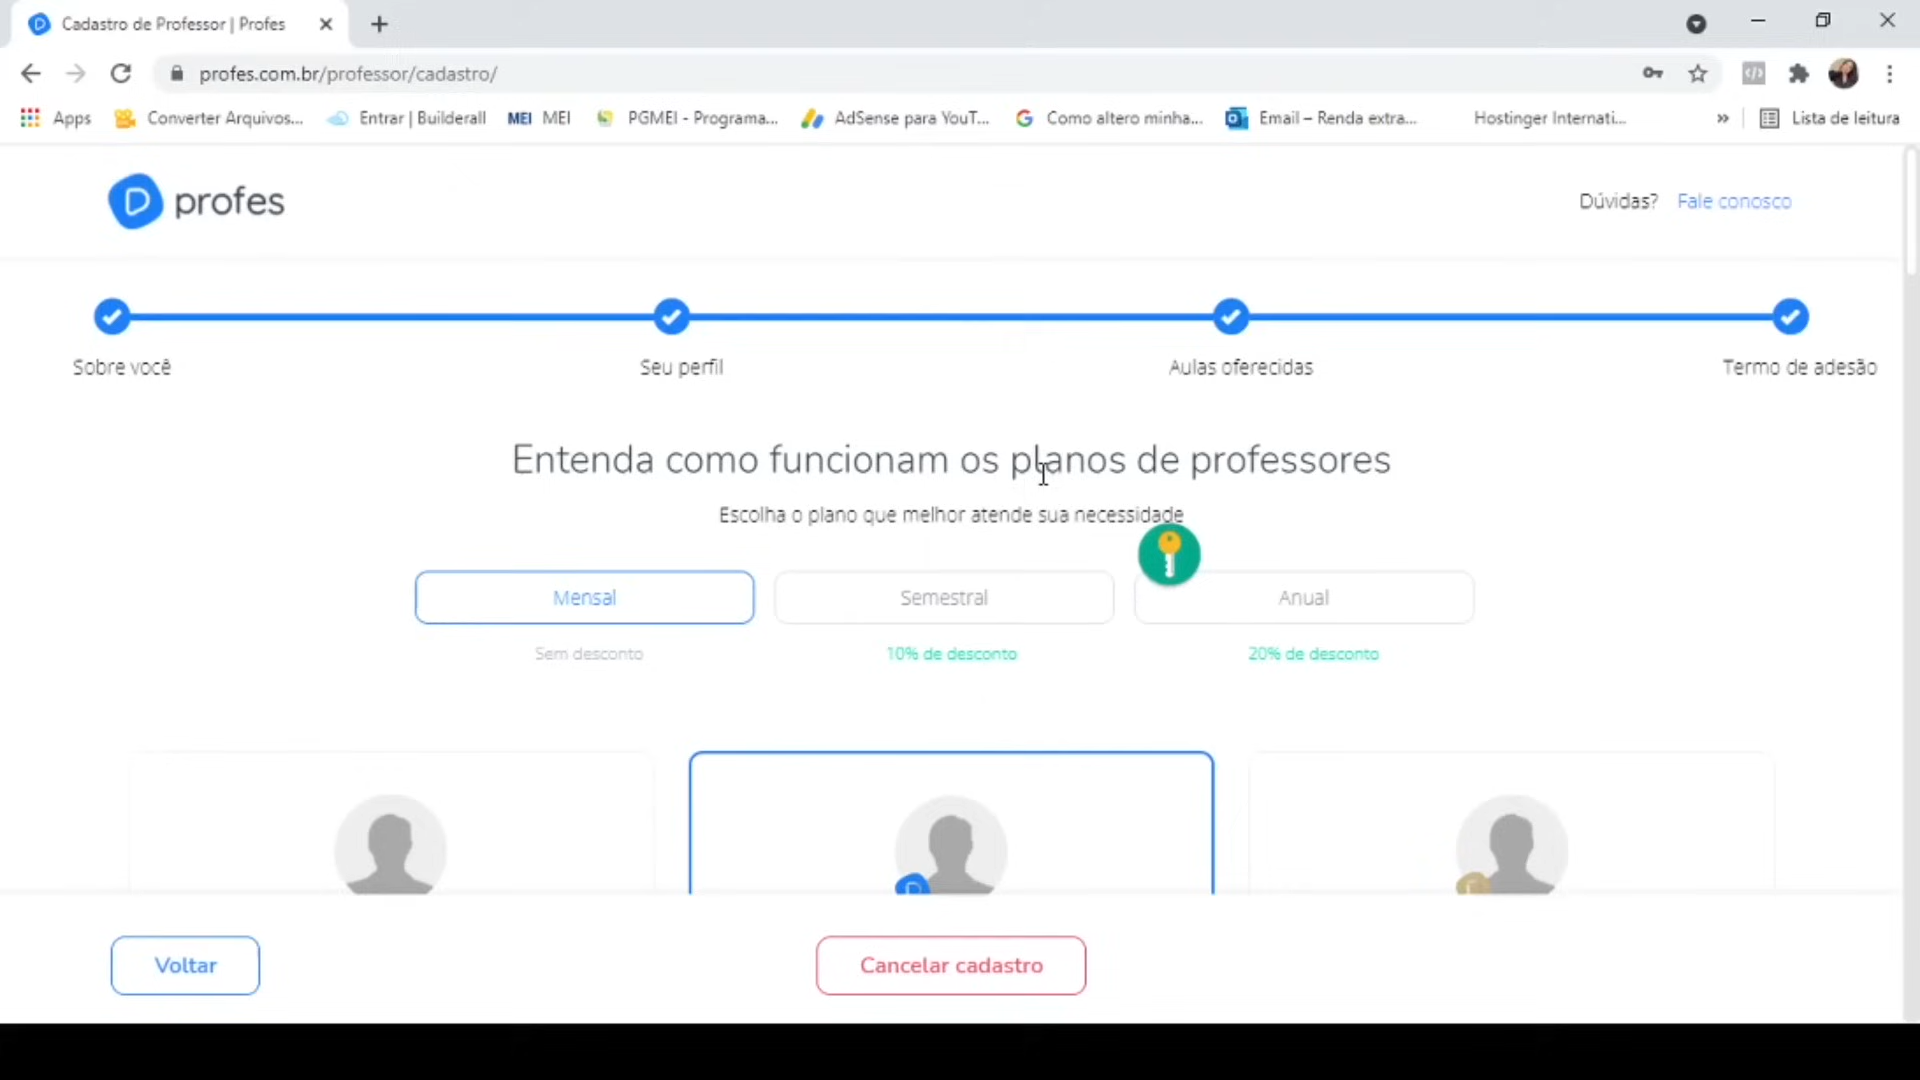 Cadastro de Professor | Profes
profes.com.br/professor/cadastro/
Apps Converter Arquivos... Entrar | Builderall MEI MEI PGMEI - Programa... AdSense para YouT... Como altero minha... Email – Renda extra... Hostinger Internati... » Lista de leitura
profes
Dúvidas? Fale conosco
Sobre você Seu perfil Aulas oferecidas Termo de adesão
Entenda como funcionam os planos de professores
Escolha o plano que melhor atende sua necessidade
Mensal Semestral Anual
Sem desconto 10% de desconto 20% de desconto
Voltar Cancelar cadastro